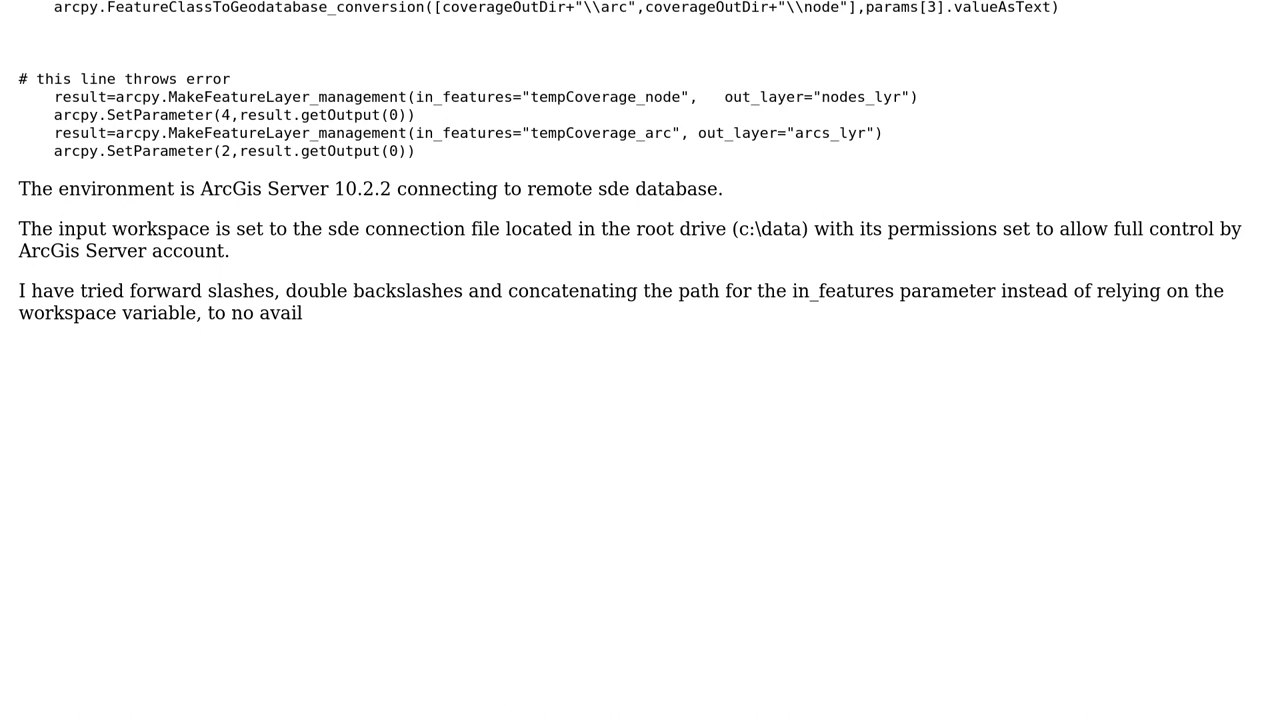 arcpy.FeatureClassToGeodatabase_conversion([coverageOutDir+"\\arc",coverageOutDir+"\\node"],params[3].valueAsText)
# this line throws error
result=arcpy.MakeFeatureLayer_management(in_features="tempCoverage_node",   out_layer="nodes_lyr")
arcpy.SetParameter(4,result.getOutput(0))
result=arcpy.MakeFeatureLayer_management(in_features="tempCoverage_arc", out_layer="arcs_lyr")
arcpy.SetParameter(2,result.getOutput(0))
The environment is ArcGis Server 10.2.2 connecting to remote sde database.
The input workspace is set to the sde connection file located in the root drive (c:\data) with its permissions set to allow full control by
ArcGis Server account.
I have tried forward slashes, double backslashes and concatenating the path for the in_features parameter instead of relying on the
workspace variable, to no avail